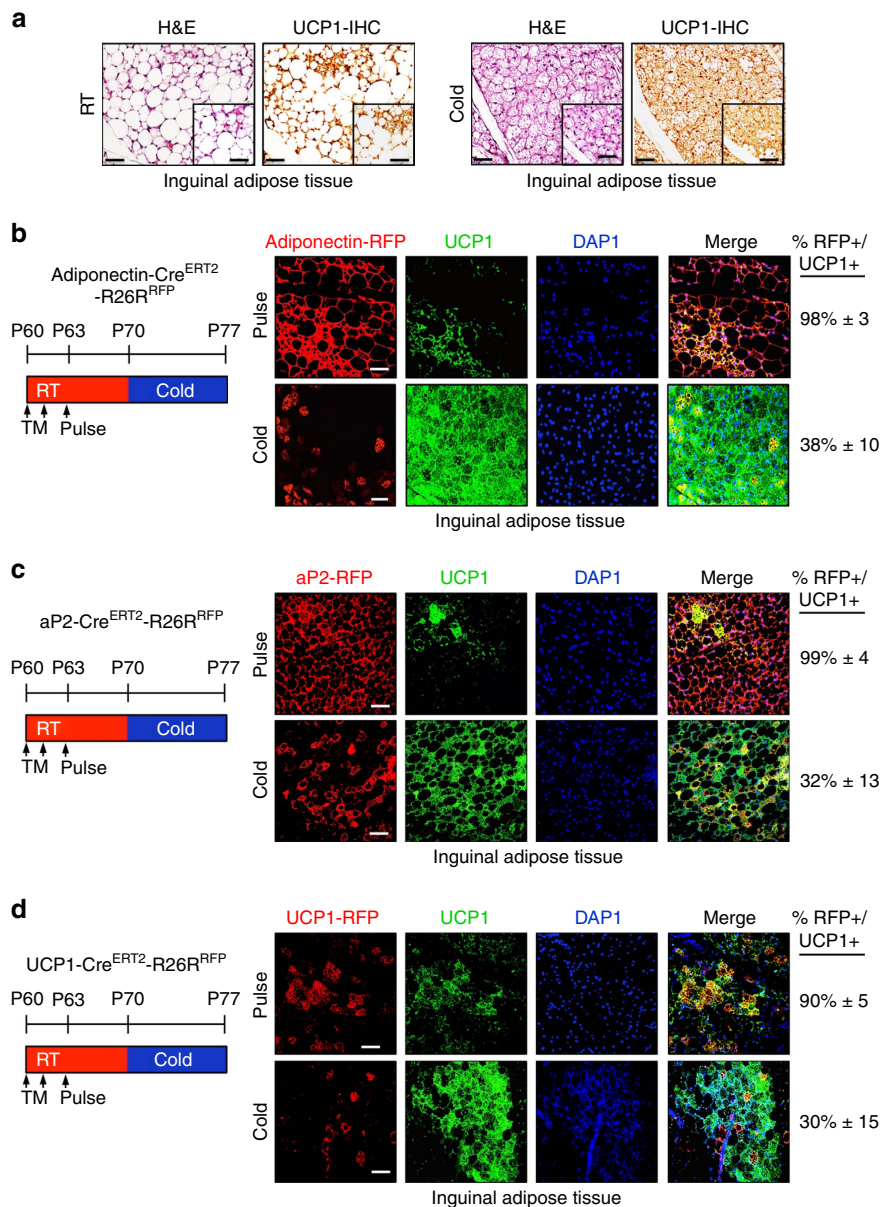 a
H&E UCP1-IHC H&E UCP1-IHC
RT
Cold
Inguinal adipose tissue Inguinal adipose tissue
b
Adiponectin-RFP UCP1 DAP1 Merge % RFP+/
UCP1+
Adiponectin-CreERT2
-R26RRFP
P60 P63 P70 P77
RT Cold
TM Pulse
Pulse
98% ± 3
Cold
38% ± 10
Inguinal adipose tissue
c
aP2-RFP UCP1 DAP1 Merge % RFP+/
UCP1+
aP2-CreERT2-R26RRFP
P60 P63 P70 P77
RT Cold
TM Pulse
Pulse
99% ± 4
Cold
32% ± 13
Inguinal adipose tissue
d
UCP1-RFP UCP1 DAP1 Merge % RFP+/
UCP1+
UCP1-CreERT2-R26RRFP
P60 P63 P70 P77
RT Cold
TM Pulse
Pulse
90% ± 5
Cold
30% ± 15
Inguinal adipose tissue